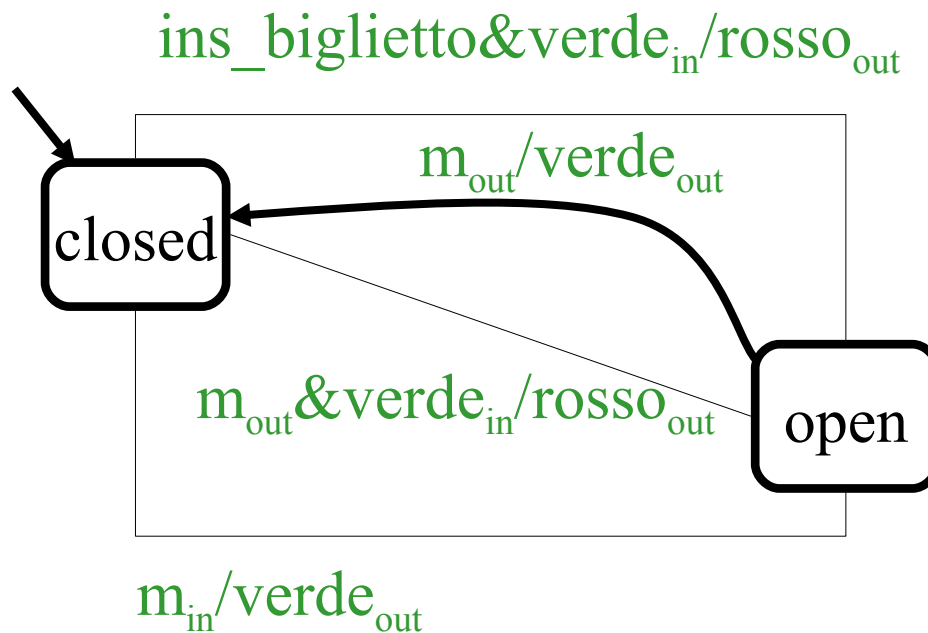 ins_biglietto&verde_in/rosso_out
m_out/verde_out
closed
m_out&verde_in/rosso_out
open
m_in/verde_out